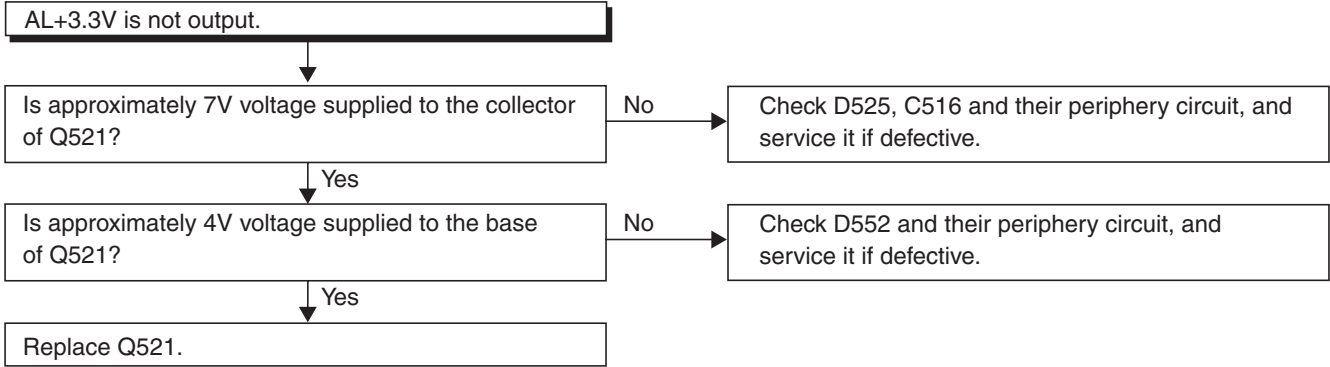 AL+3.3V is not output.
Is approximately 7V voltage supplied to the collector
of Q521?
No
Check D525, C516 and their periphery circuit, and
service it if defective.
Yes
Is approximately 4V voltage supplied to the base
of Q521?
No
Check D552 and their periphery circuit, and
service it if defective.
Yes
Replace Q521.